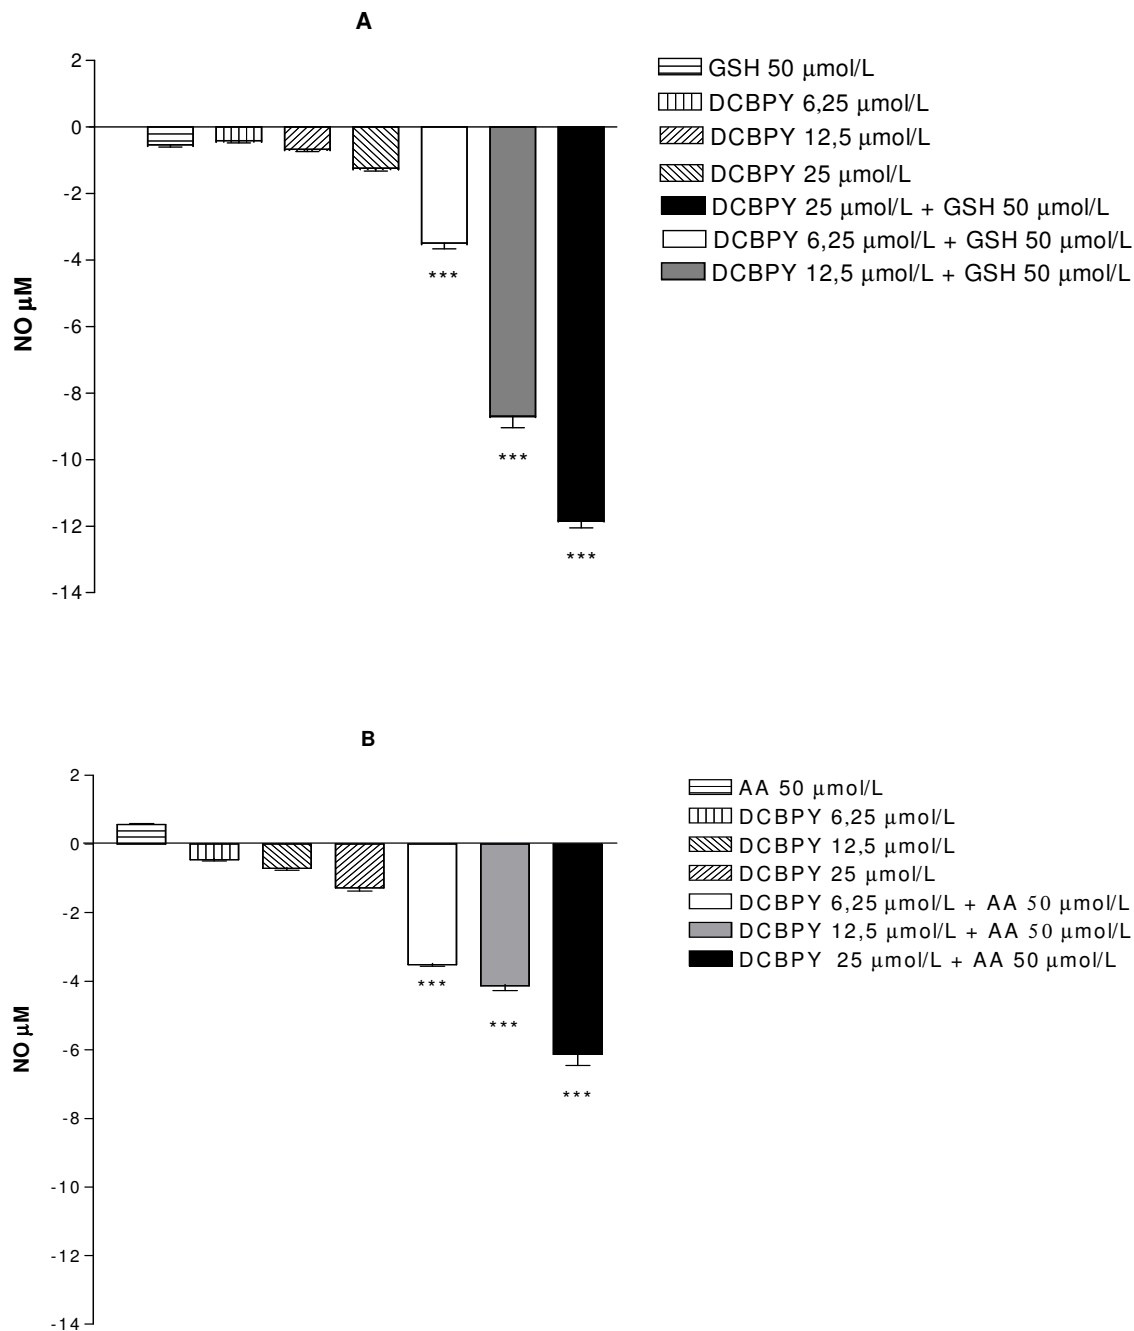 A
2
0
-2
-4
-6
-8
-10
-12
-14
NO μM
***
***
***
GSH 50 μmol/L
DCBPY 6,25 μmol/L
DCBPY 12,5 μmol/L
DCBPY 25 μmol/L
DCBPY 25 μmol/L + GSH 50 μmol/L
DCBPY 6,25 μmol/L + GSH 50 μmol/L
DCBPY 12,5 μmol/L + GSH 50 μmol/L
B
2
0
-2
-4
-6
-8
-10
-12
-14
NO μM
***
***
***
AA 50 μmol/L
DCBPY 6,25 μmol/L
DCBPY 12,5 μmol/L
DCBPY 25 μmol/L
DCBPY 6,25 μmol/L + AA 50 μmol/L
DCBPY 12,5 μmol/L + AA 50 μmol/L
DCBPY 25 μmol/L + AA 50 μmol/L